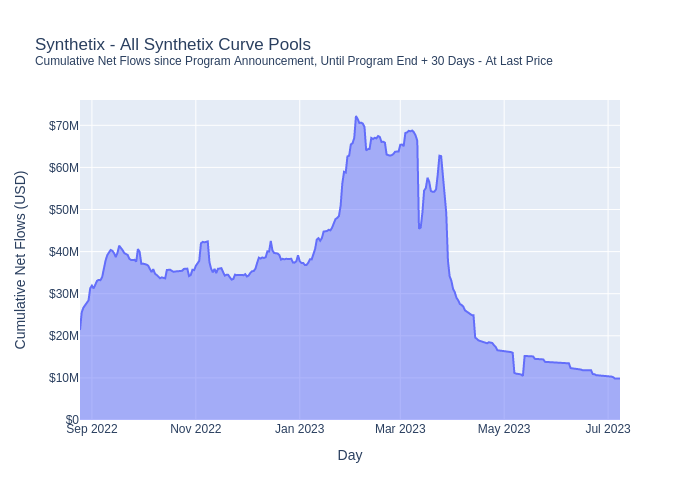 Synthetix - All Synthetix Curve Pools
Cumulative Net Flows since Program Announcement, Until Program End + 30 Days - At Last Price
Cumulative Net Flows (USD)
$70M
$60M
$50M
$40M
$30M
$20M
$10M
$0
Sep 2022
Nov 2022
Jan 2023
Mar 2023
May 2023
Jul 2023
Day